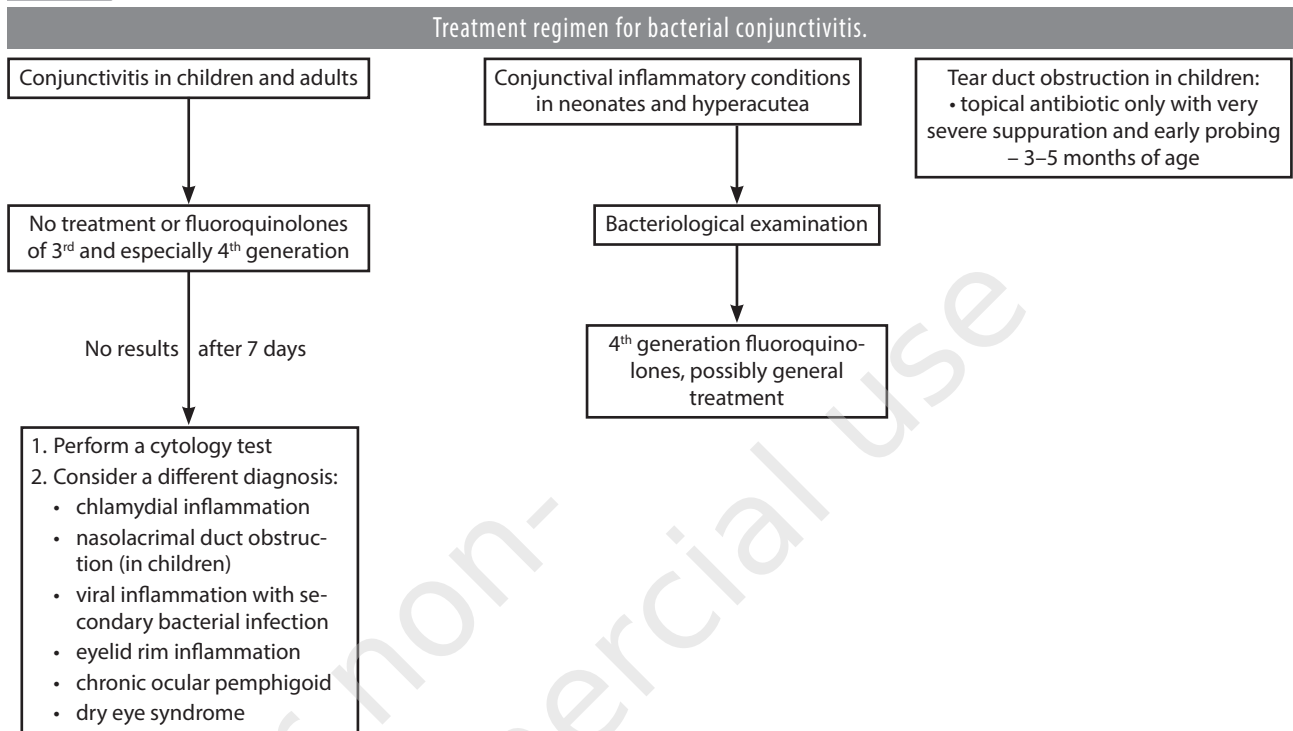 Treatment regimen for bacterial conjunctivitis.
Conjunctivitis in children and adults
No treatment or fluoroquinolones
of 3rd and especially 4th generation
No results after 7 days
1. Perform a cytology test
2. Consider a different diagnosis:
• chlamydial inflammation
• nasolacrimal duct obstruc-
tion (in children)
• viral inflammation with se-
condary bacterial infection
• eyelid rim inflammation
• chronic ocular pemphigoid
• dry eye syndrome
Conjunctival inflammatory conditions
in neonates and hyperacutea
Bacteriological examination
4th generation fluoroquino-
lones, possibly general
treatment
Tear duct obstruction in children:
• topical antibiotic only with very
severe suppuration and early probing
– 3–5 months of age
non-
ercial use